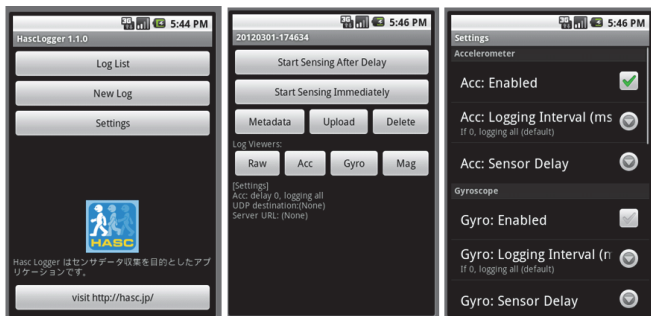 5:44 PM
HascLogger 1.1.0
Log List
New Log
Settings
HASC
Hasc Logger はセンサデータ収集を目的としたアプ
リケーションです。
visit http://hasc.jp/
3G 5:46 PM
20120301-174634
Start Sensing After Delay
Start Sensing Immediately
Metadata Upload Delete
Log Viewers:
Raw Acc Gyro Mag
[Settings]
Acc: delay 0, logging all
UDP destination:(None)
Server URL: (None)
3G 5:46 PM
Settings
Accelerometer
Acc: Enabled
Acc: Logging Interval (ms
If 0, logging all (default)
Acc: Sensor Delay
Gyroscope
Gyro: Enabled
Gyro: Logging Interval (n
If 0, logging all (default)
Gyro: Sensor Delay